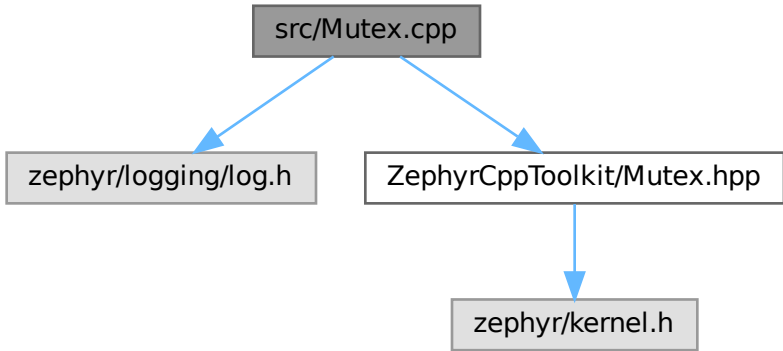 src/Mutex.cpp
zephyr/logging/log.h
ZephyrCppToolkit/Mutex.hpp
zephyr/kernel.h